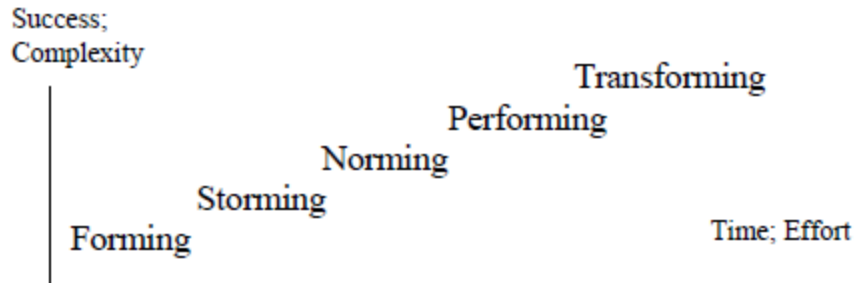 Success;
Complexity
Transforming
Performing
Norming
Storming
Forming
Time; Effort